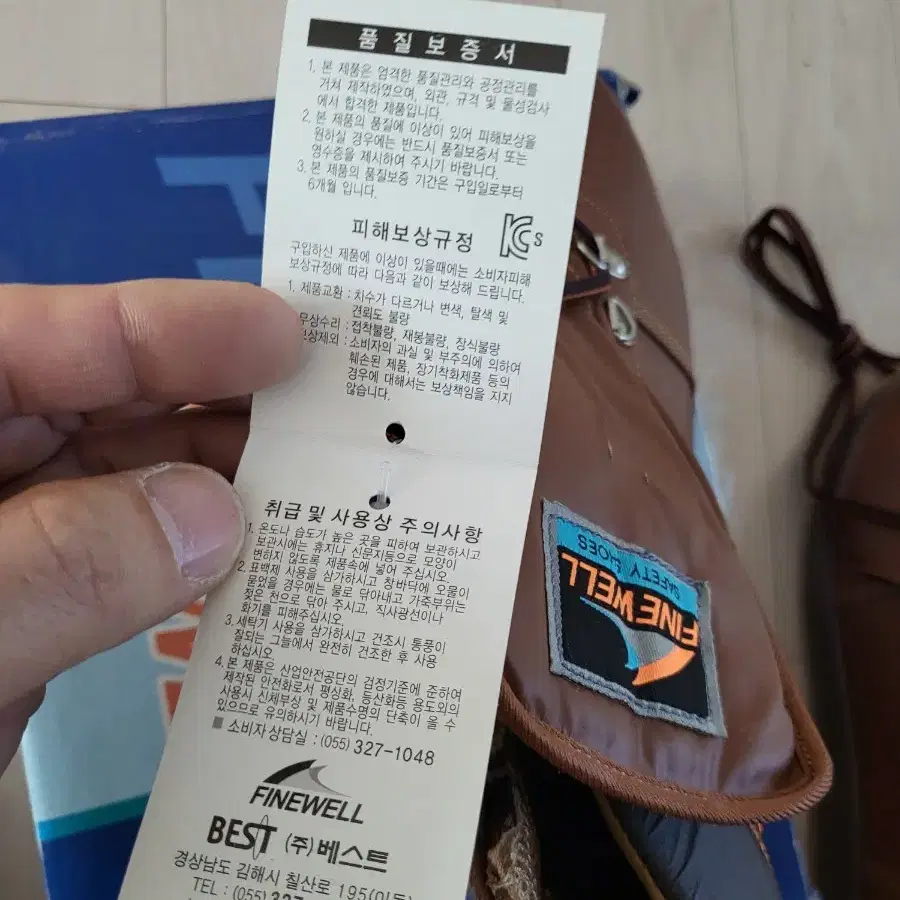 품질보증서
1. 본 제품은 엄격한 품질관리와 공정관리를
거쳐 제작하였으며, 외관, 규격 및 물성검사
에서 합격한 제품입니다.
2. 본 제품의 품질에 이상이 있어 피해보상을
원하실 경우에는 반드시 품질보증서 또는
영수증을 제시하여 주시기 바랍니다.
3. 본 제품의 품질보증 기간은 구입일로부터
6개월 입니다.
피해보상규정 KCs
구입하신 제품에 이상이 있을때에는 소비자피해
보상규정에 따라 다음과 같이 보상해 드립니다.
1. 제품교환 : 치수가 다르거나 변색, 탈색 및
견뢰도 불량
무상수리 : 접착불량, 재봉불량, 장식불량
보상제외 : 소비자의 과실 및 부주의에 의하여
훼손된 제품, 장기착화제품 등의
경우에 대해서는 보상책임을 지지
않습니다.
취급 및 사용상 주의사항
1. 온도나 습도가 높은 곳을 피하여 보관하시고
보관시에는 휴지나 신문지등으로 모양이
변하지 않도록 제품속에 넣어 주십시오.
2. 표백제 사용을 삼가하시고 창바닥에 오물이
묻었을 경우에는 물로 닦아내고 가죽부위는
젖은 천으로 닦아 주시고, 직사광선이나
화기를 피해주십시오.
3. 세탁기 사용을 삼가하시고 건조시 통풍이
잘되는 그늘에서 완전히 건조한 후 사용
하십시오
4. 본 제품은 산업안전공단의 검정기준에 준하여
제작된 안전화로서 평상화, 등산화등 용도외의
사용시 신체부상 및 제품수명의 단축이 올 수
있으므로 유의하시기 바랍니다.
■ 소비자상담실 : (055) 327-1048
FINEWELL
BEST (주)베스트
경상남도 김해시 칠산로 195(이동)
TEL : (055) 327
FINEWELL
SAFETY SHOES